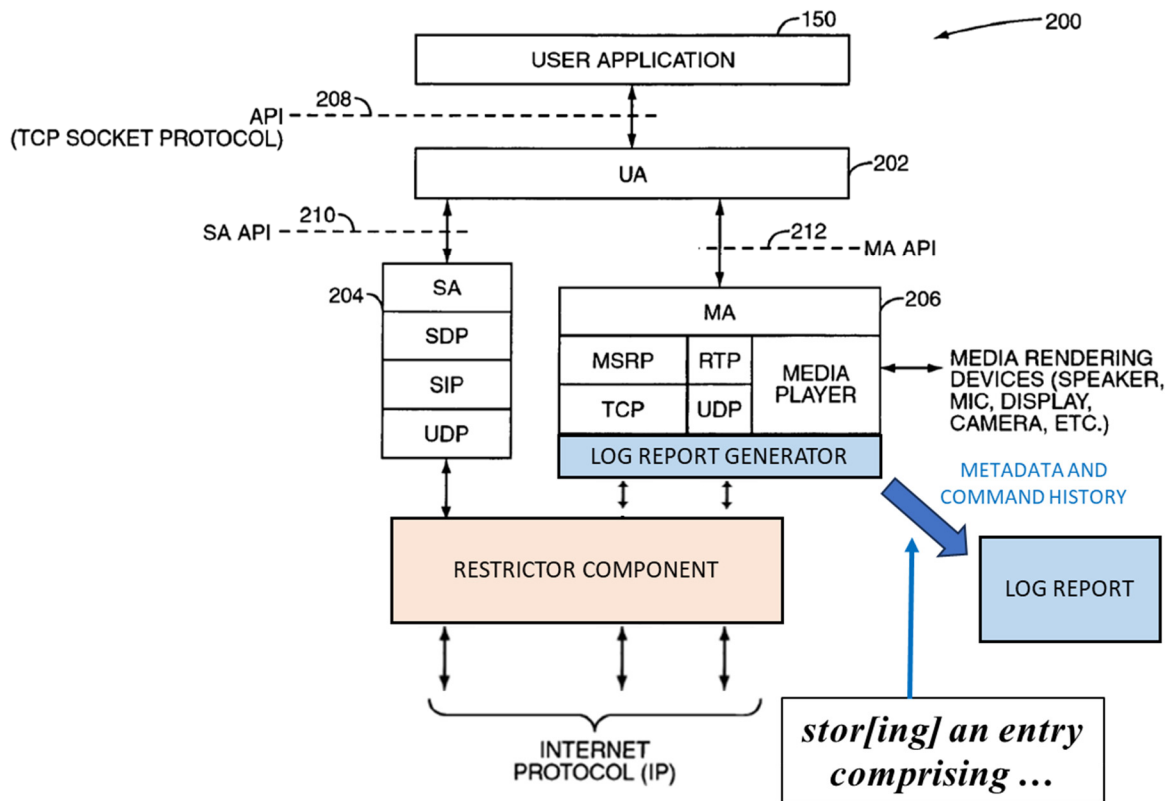 150
200
USER APPLICATION
208
API
(TCP SOCKET PROTOCOL)
UA
202
210
SA API
212
MA API
204
SA
SDP
SIP
UDP
206
MA
MSRP
RTP
MEDIA
PLAYER
TCP
UDP
MEDIA RENDERING
DEVICES (SPEAKER,
MIC, DISPLAY,
CAMERA, ETC.)
LOG REPORT GENERATOR
METADATA AND
COMMAND HISTORY
RESTRICTOR COMPONENT
LOG REPORT
INTERNET
PROTOCOL (IP)
stor[ing] an entry
comprising …